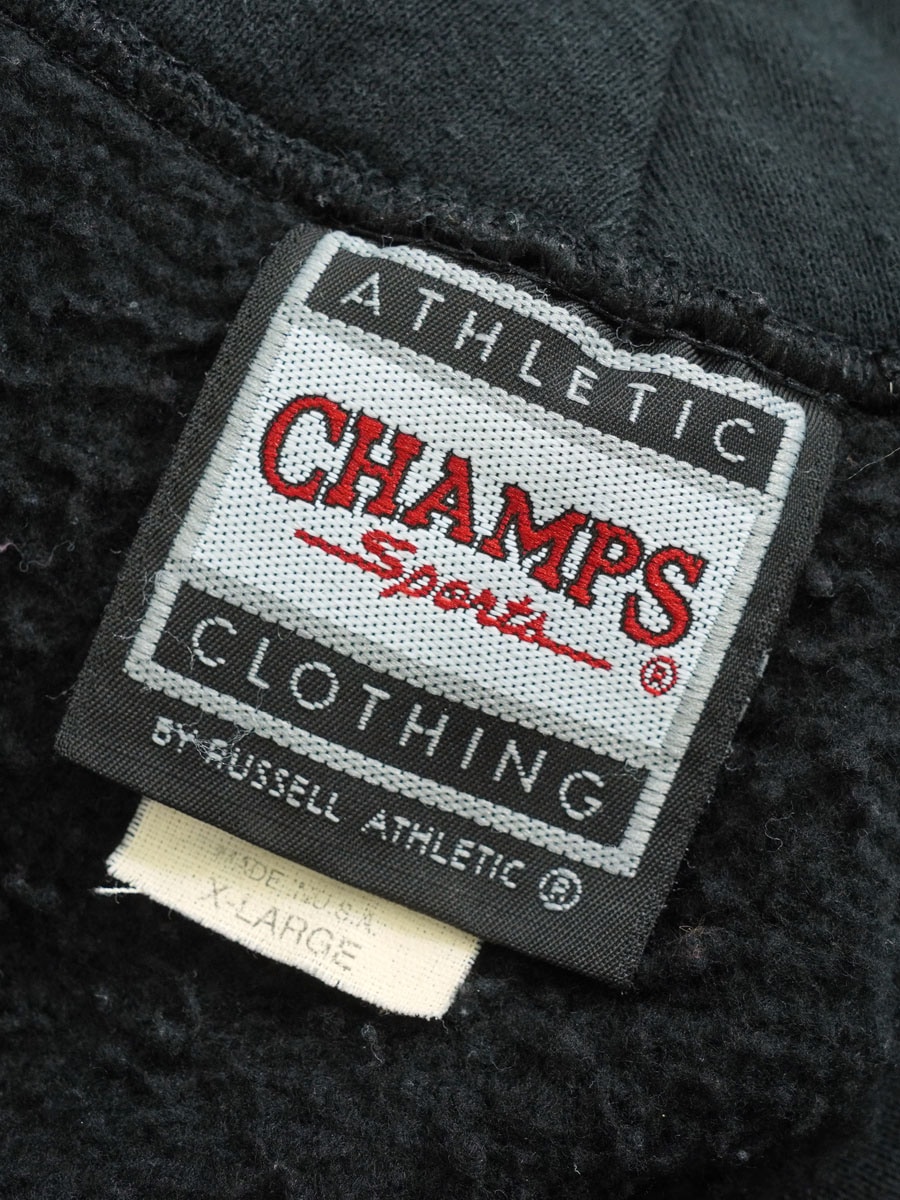 ATHLETIC
CHAMPS
Sports ®
CLOTHING
BY RUSSELL ATHLETIC ®
MADE IN U.S.A.
X-LARGE